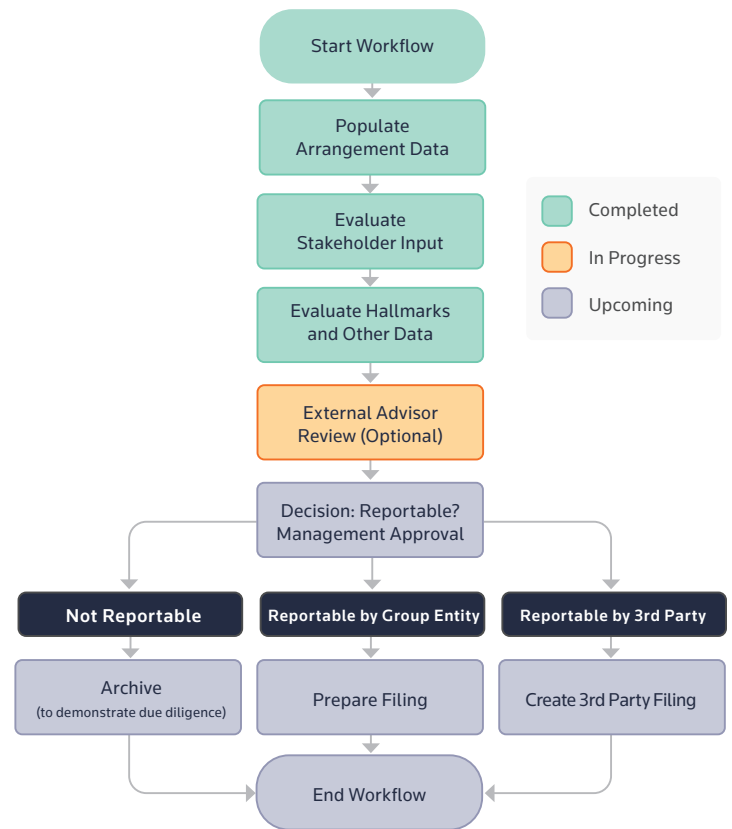 Start Workflow
Populate
Arrangement Data
Evaluate
Stakeholder Input
Completed
In Progress
Upcoming
Evaluate Hallmarks
and Other Data
External Advisor
Review (Optional)
Decision: Reportable?
Management Approval
Not Reportable
Reportable by Group Entity
Reportable by 3rd Party
Archive
(to demonstrate due diligence)
Prepare Filing
Create 3rd Party Filing
End Workflow